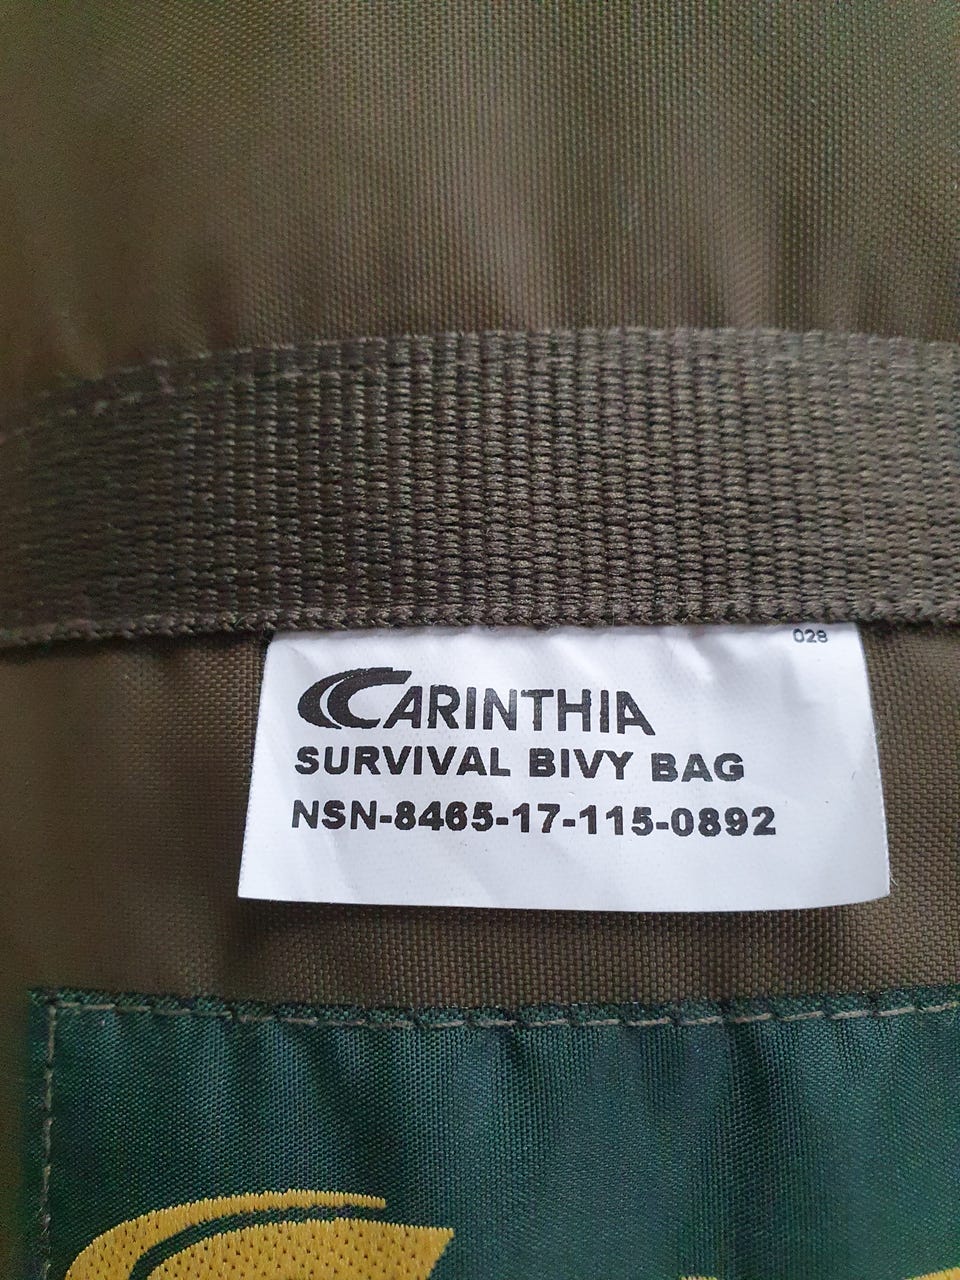 028
CARINTHIA
SURVIVAL BIVY BAG
NSN-8465-17-115-0892